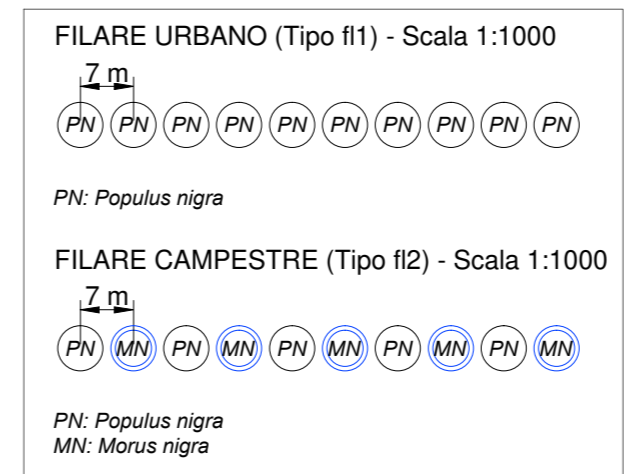 FILARE URBANO (Tipo fl1) - Scala 1:1000
7 m
PN PN PN PN PN PN PN PN PN PN
PN: Populus nigra
FILARE CAMPESTRE (Tipo fl2) - Scala 1:1000
7 m
PN MN PN MN PN MN PN MN PN MN
PN: Populus nigra
MN: Morus nigra